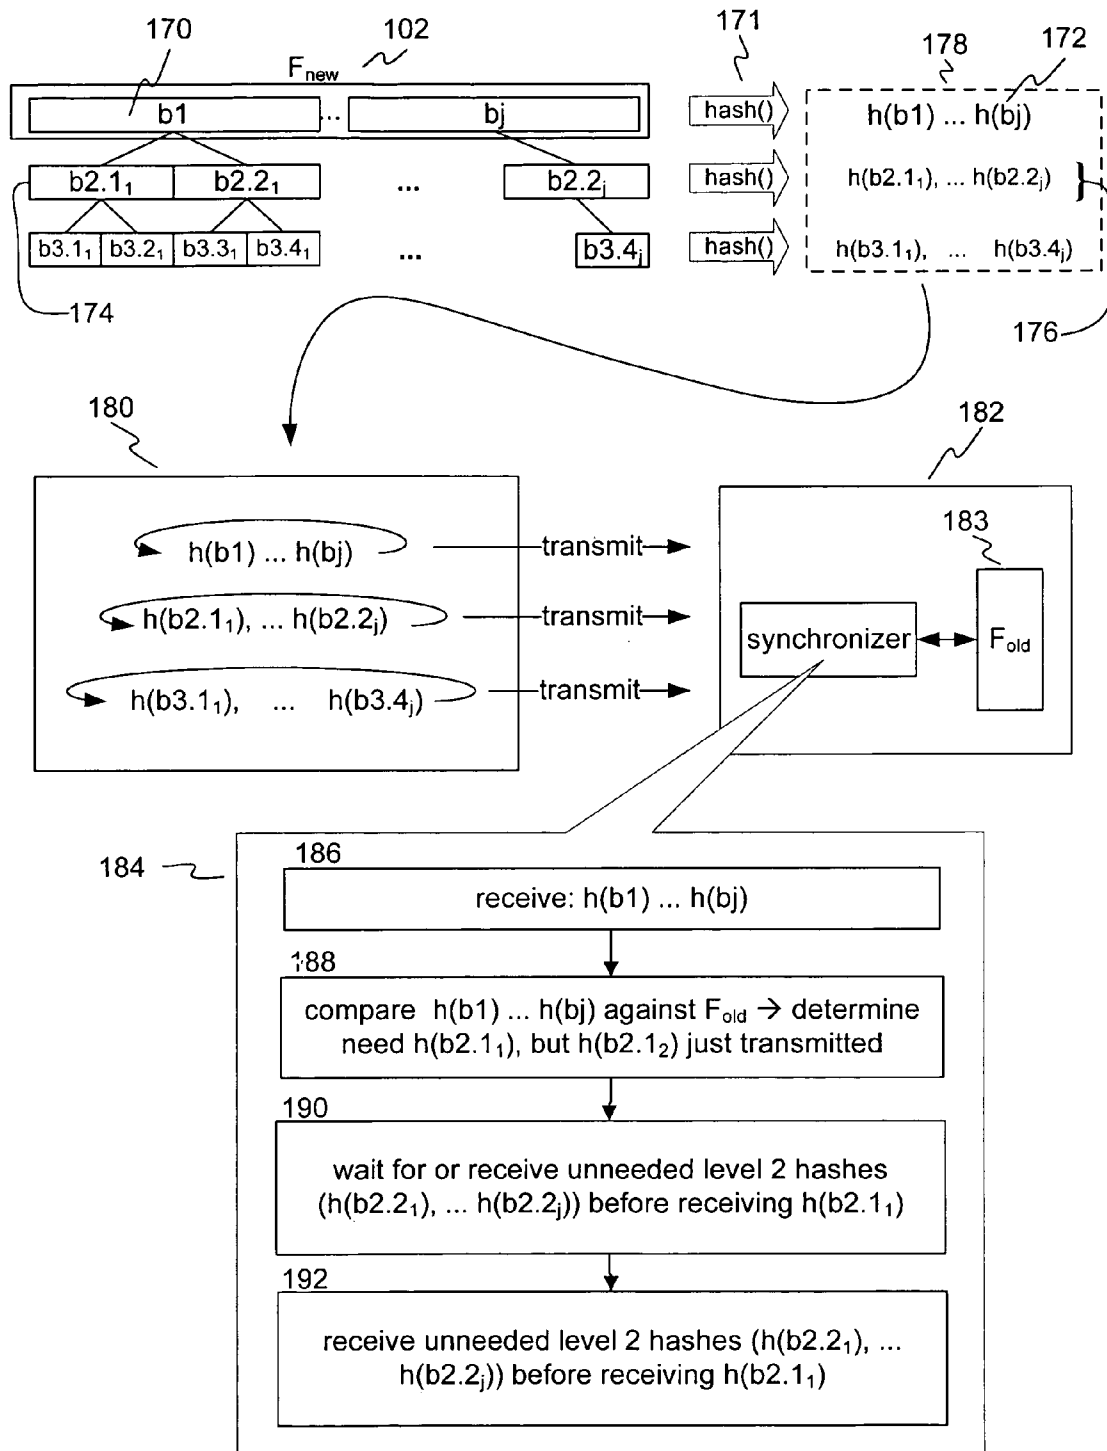 170
102
171
178
172
F_new
b1
...
bj
hash()
h(b1) ... h(bj)
b2.1₁
b2.2₁
...
b2.2ⱼ
hash()
h(b2.1₁), ... h(b2.2ⱼ)
}
b3.1₁
b3.2₁
b3.3₁
b3.4₁
...
b3.4ⱼ
hash()
h(b3.1₁), ... h(b3.4ⱼ)
174
176
180
182
183
h(b1) ... h(bj)
transmit
h(b2.1₁), ... h(b2.2ⱼ)
transmit
synchronizer
F_old
h(b3.1₁), ... h(b3.4ⱼ)
transmit
184
186
receive: h(b1) ... h(bj)
188
compare h(b1) ... h(bj) against F_old → determine
need h(b2.1₁), but h(b2.1₂) just transmitted
190
wait for or receive unneeded level 2 hashes
(h(b2.2₁), ... h(b2.2ⱼ)) before receiving h(b2.1₁)
192
receive unneeded level 2 hashes (h(b2.2₁), ...
h(b2.2ⱼ)) before receiving h(b2.1₁)